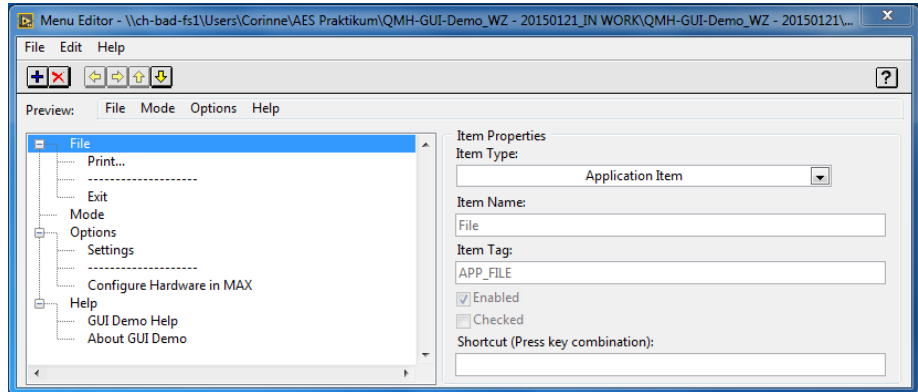 Menu Editor - \\ch-bad-fs1\Users\Corinne\AES Praktikum\QMH-GUI-Demo_WZ - 20150121_IN WORK\QMH-GUI-Demo_WZ - 20150121\...
x
File Edit Help
?
Preview: File Mode Options Help
File
Print...
--------------------
Exit
Mode
Options
Settings
--------------------
Configure Hardware in MAX
Help
GUI Demo Help
About GUI Demo
Item Properties
Item Type:
Application Item
Item Name:
File
Item Tag:
APP_FILE
Enabled
Checked
Shortcut (Press key combination):